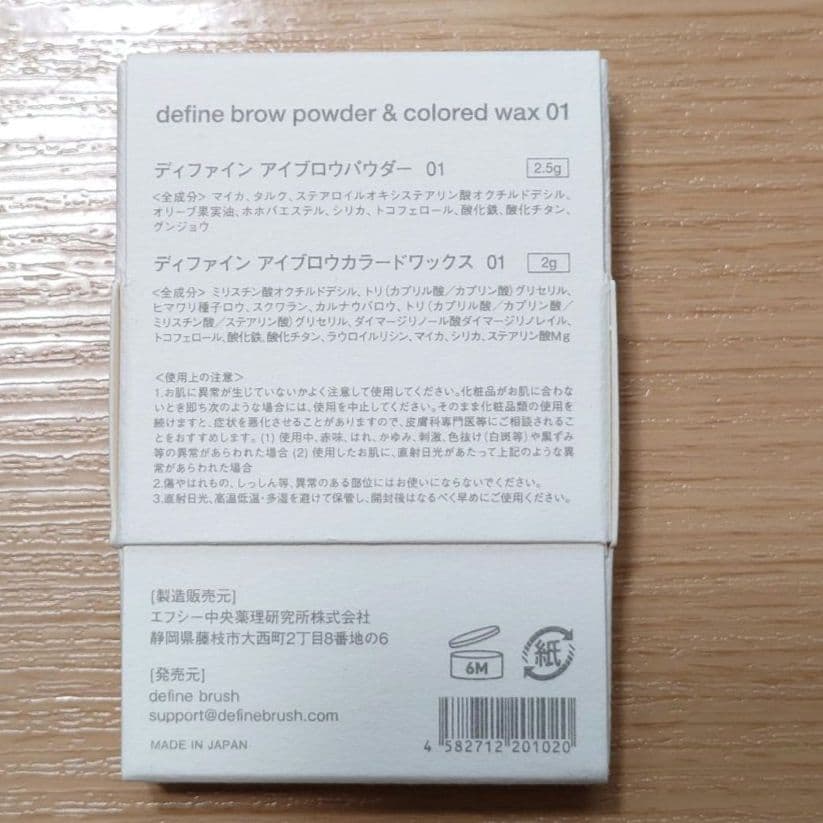 define brow powder & colored wax 01
ディファイン アイブロウパウダー 01 2.5g
<全成分> マイカ、タルク、ステアロイルオキシステアリン酸オクチルドデシル、
オリーブ果実油、ホホバエステル、シリカ、トコフェロール、酸化鉄、酸化チタン、
グンジョウ
ディファイン アイブロウカラードワックス 01 2g
<全成分> ミリスチン酸オクチルドデシル、トリ(カプリル酸/カプリン酸)グリセリル、
ヒマワリ種子ロウ、スクワラン、カルナウバロウ、トリ(カプリル酸/カプリン酸/
ミリスチン酸/ステアリン酸)グリセリル、ダイマージリノール酸ダイマージリノレイル、
トコフェロール、酸化鉄、酸化チタン、ラウロイルリシン、マイカ、シリカ、ステアリン酸Mg
<使用上の注意>
1.お肌に異常が生じていないかよく注意して使用してください。化粧品がお肌に合わな
いとき即ち次のような場合には、使用を中止してください。そのまま化粧品類の使用を
続けますと、症状を悪化させることがありますので、皮膚科専門医等にご相談されるこ
とをおすすめします。(1) 使用中、赤味、はれ、かゆみ、刺激、色抜け(白斑等)や黒ずみ
等の異常があらわれた場合 (2) 使用したお肌に、直射日光があたって上記のような異
常があらわれた場合
2.傷やはれもの、しっしん等、異常のある部位にはお使いにならないでください。
3.直射日光、高温低温・多湿を避けて保管し、開封後はなるべく早めにご使用ください。
[製造販売元]
エフシー中央薬理研究所株式会社
静岡県藤枝市大西町2丁目8番地の6
[発売元]
define brush
support@definebrush.com
MADE IN JAPAN
6M
紙
4 582712 201020